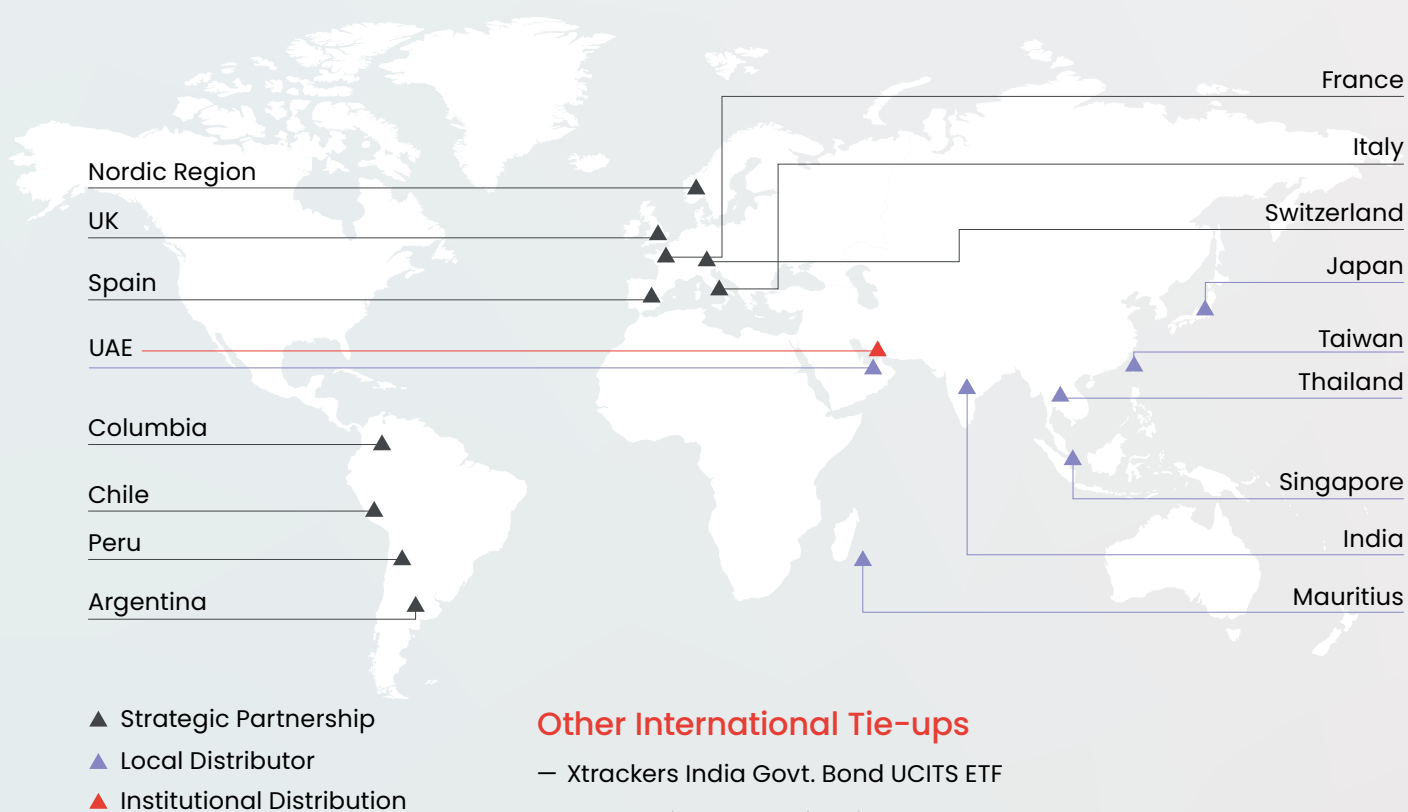 France
Italy
Nordic Region
Switzerland
UK
Japan
Spain
Taiwan
UAE
Thailand
Columbia
Singapore
Chile
India
Peru
Mauritius
Argentina
Strategic Partnership
Local Distributor
Institutional Distribution
Other International Tie-ups
— Xtrackers India Govt. Bond UCITS ETF